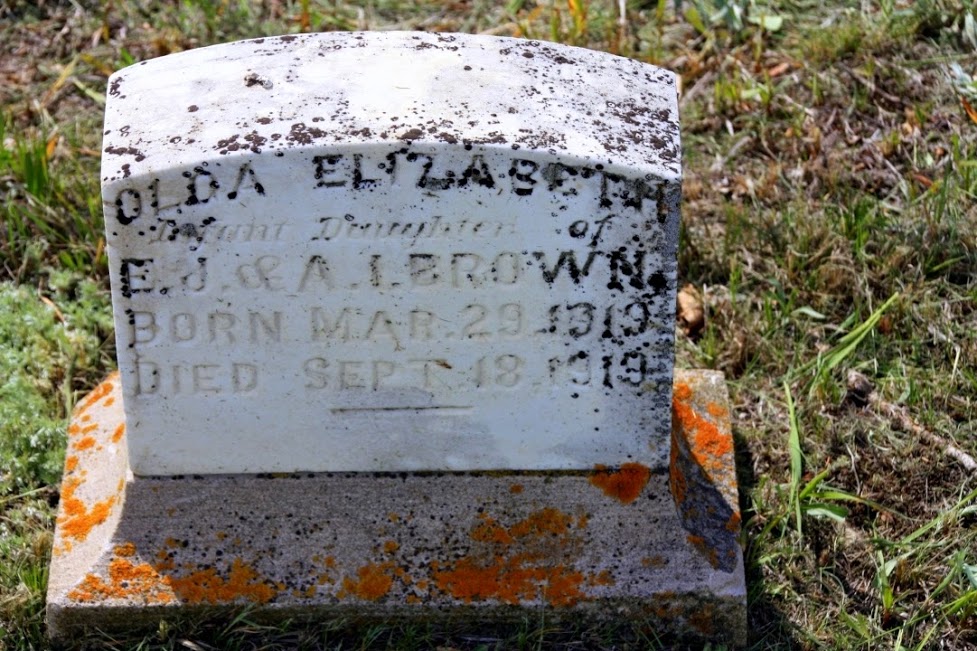 OLDA ELIZABETH
Infant Daughter of
E.J. & A.I. BROWN.
BORN MAR. 29. 1919.
DIED SEPT. 18. 1919.